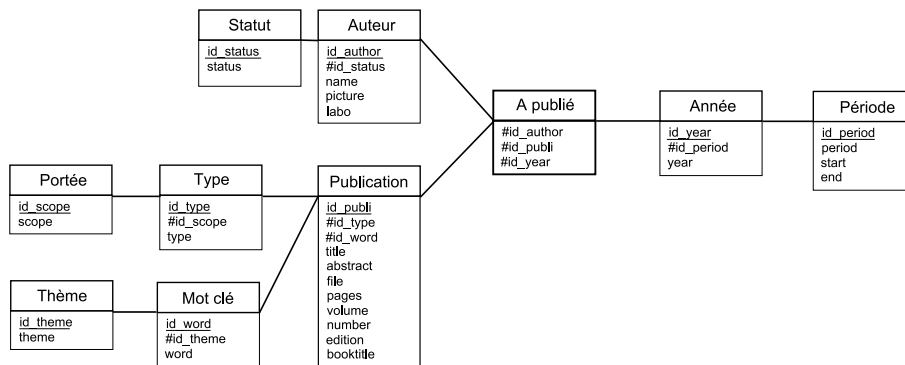 Statut
id_status
status
Auteur
id_author
#id_status
name
picture
labo
A publié
#id_author
#id_publi
#id_year
Année
id_year
#id_period
year
Période
id_period
period
start
end
Portée
id_scope
scope
Type
id_type
#id_scope
type
Publication
id_publi
#id_type
#id_word
title
abstract
file
pages
volume
number
edition
booktitle
Thème
id_theme
theme
Mot clé
id_word
#id_theme
word